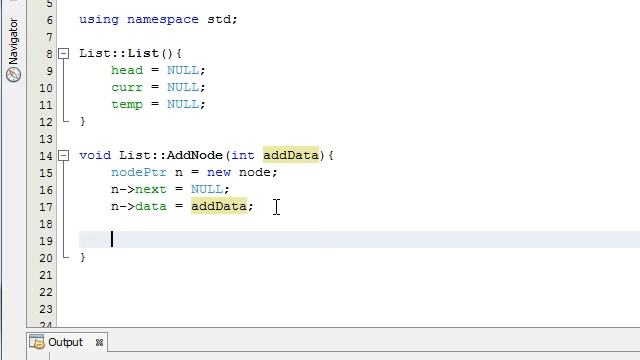 Navigator
5
6 using namespace std;
7
8 List::List(){
9 head = NULL;
10 curr = NULL;
11 temp = NULL;
12 }
13
14 void List::AddNode(int addData){
15 nodePtr n = new node;
16 n->next = NULL;
17 n->data = addData;
18
19
20 }
21
22
23
24
Output